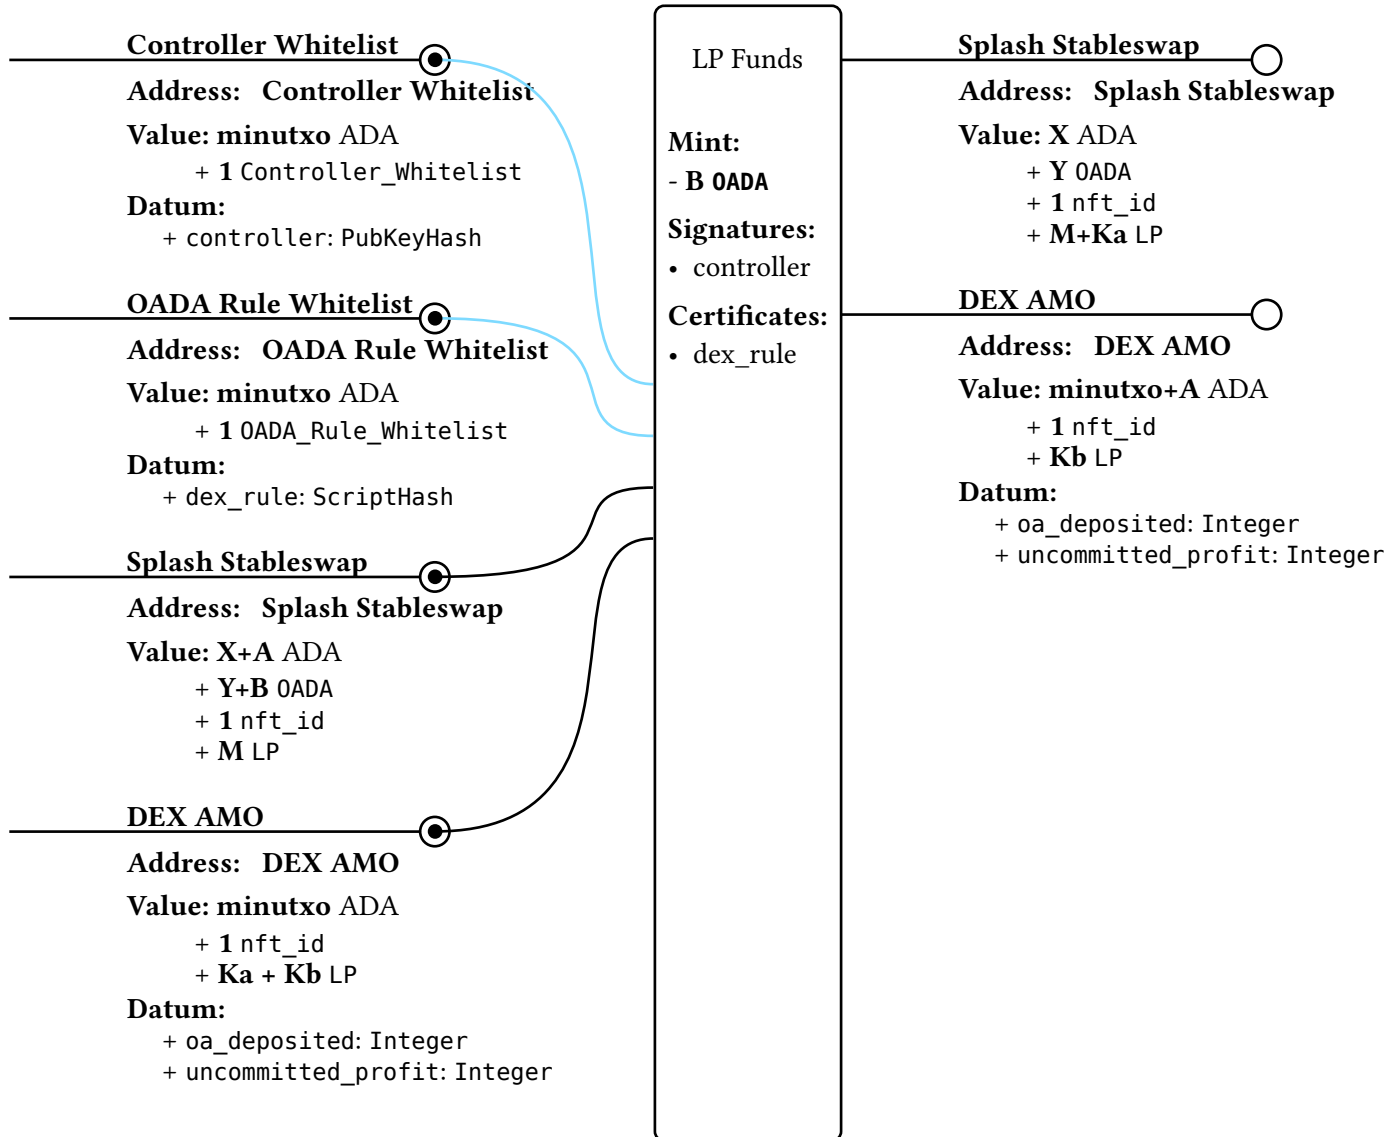 Controller Whitelist
Address: Controller Whitelist
Value: minutxo ADA
+ 1 Controller_Whitelist
Datum:
+ controller: PubKeyHash
OADA Rule Whitelist
Address: OADA Rule Whitelist
Value: minutxo ADA
+ 1 OADA_Rule_Whitelist
Datum:
+ dex_rule: ScriptHash
Splash Stableswap
Address: Splash Stableswap
Value: X+A ADA
+ Y+B OADA
+ 1 nft_id
+ M LP
DEX AMO
Address: DEX AMO
Value: minutxo ADA
+ 1 nft_id
+ Ka + Kb LP
Datum:
+ oa_deposited: Integer
+ uncommitted_profit: Integer
LP Funds
Mint:
- B OADA
Signatures:
• controller
Certificates:
• dex_rule
Splash Stableswap
Address: Splash Stableswap
Value: X ADA
+ Y OADA
+ 1 nft_id
+ M+Ka LP
DEX AMO
Address: DEX AMO
Value: minutxo+A ADA
+ 1 nft_id
+ Kb LP
Datum:
+ oa_deposited: Integer
+ uncommitted_profit: Integer